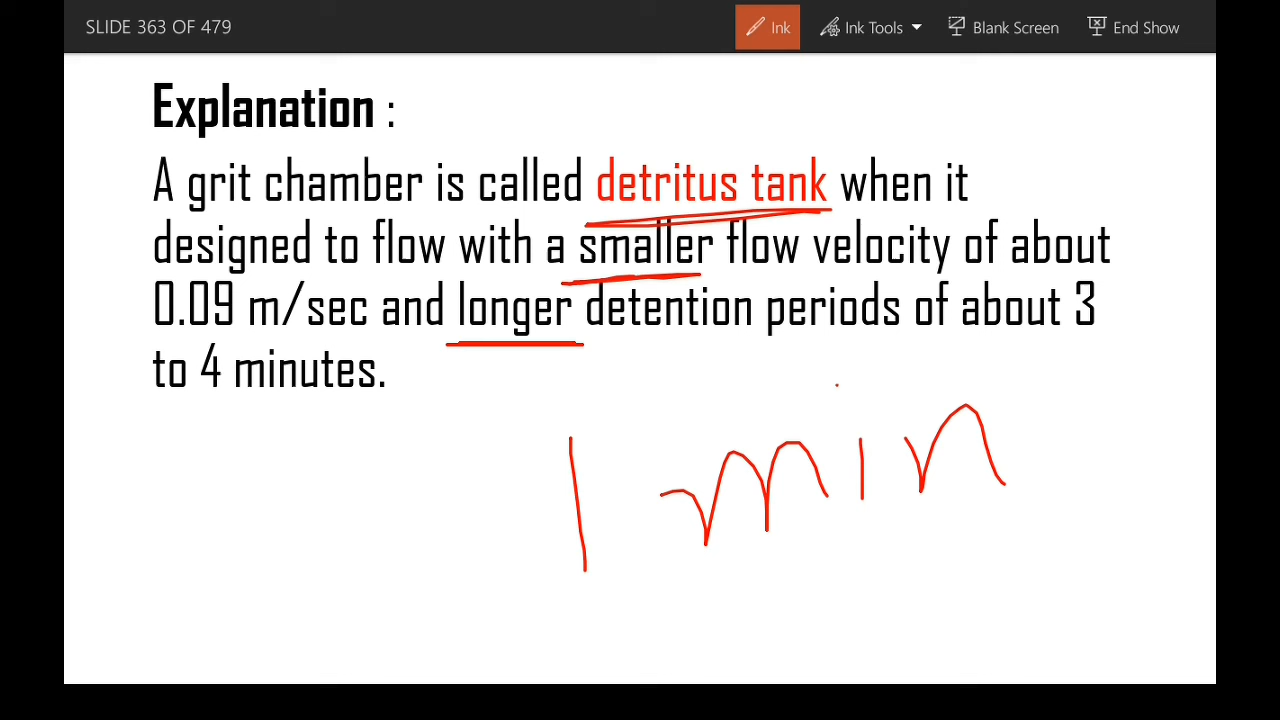 SLIDE 363 OF 479
Ink
Ink Tools
Blank Screen
End Show
Explanation :
A grit chamber is called detritus tank when it
designed to flow with a smaller flow velocity of about
0.09 m/sec and longer detention periods of about 3
to 4 minutes.
1 min